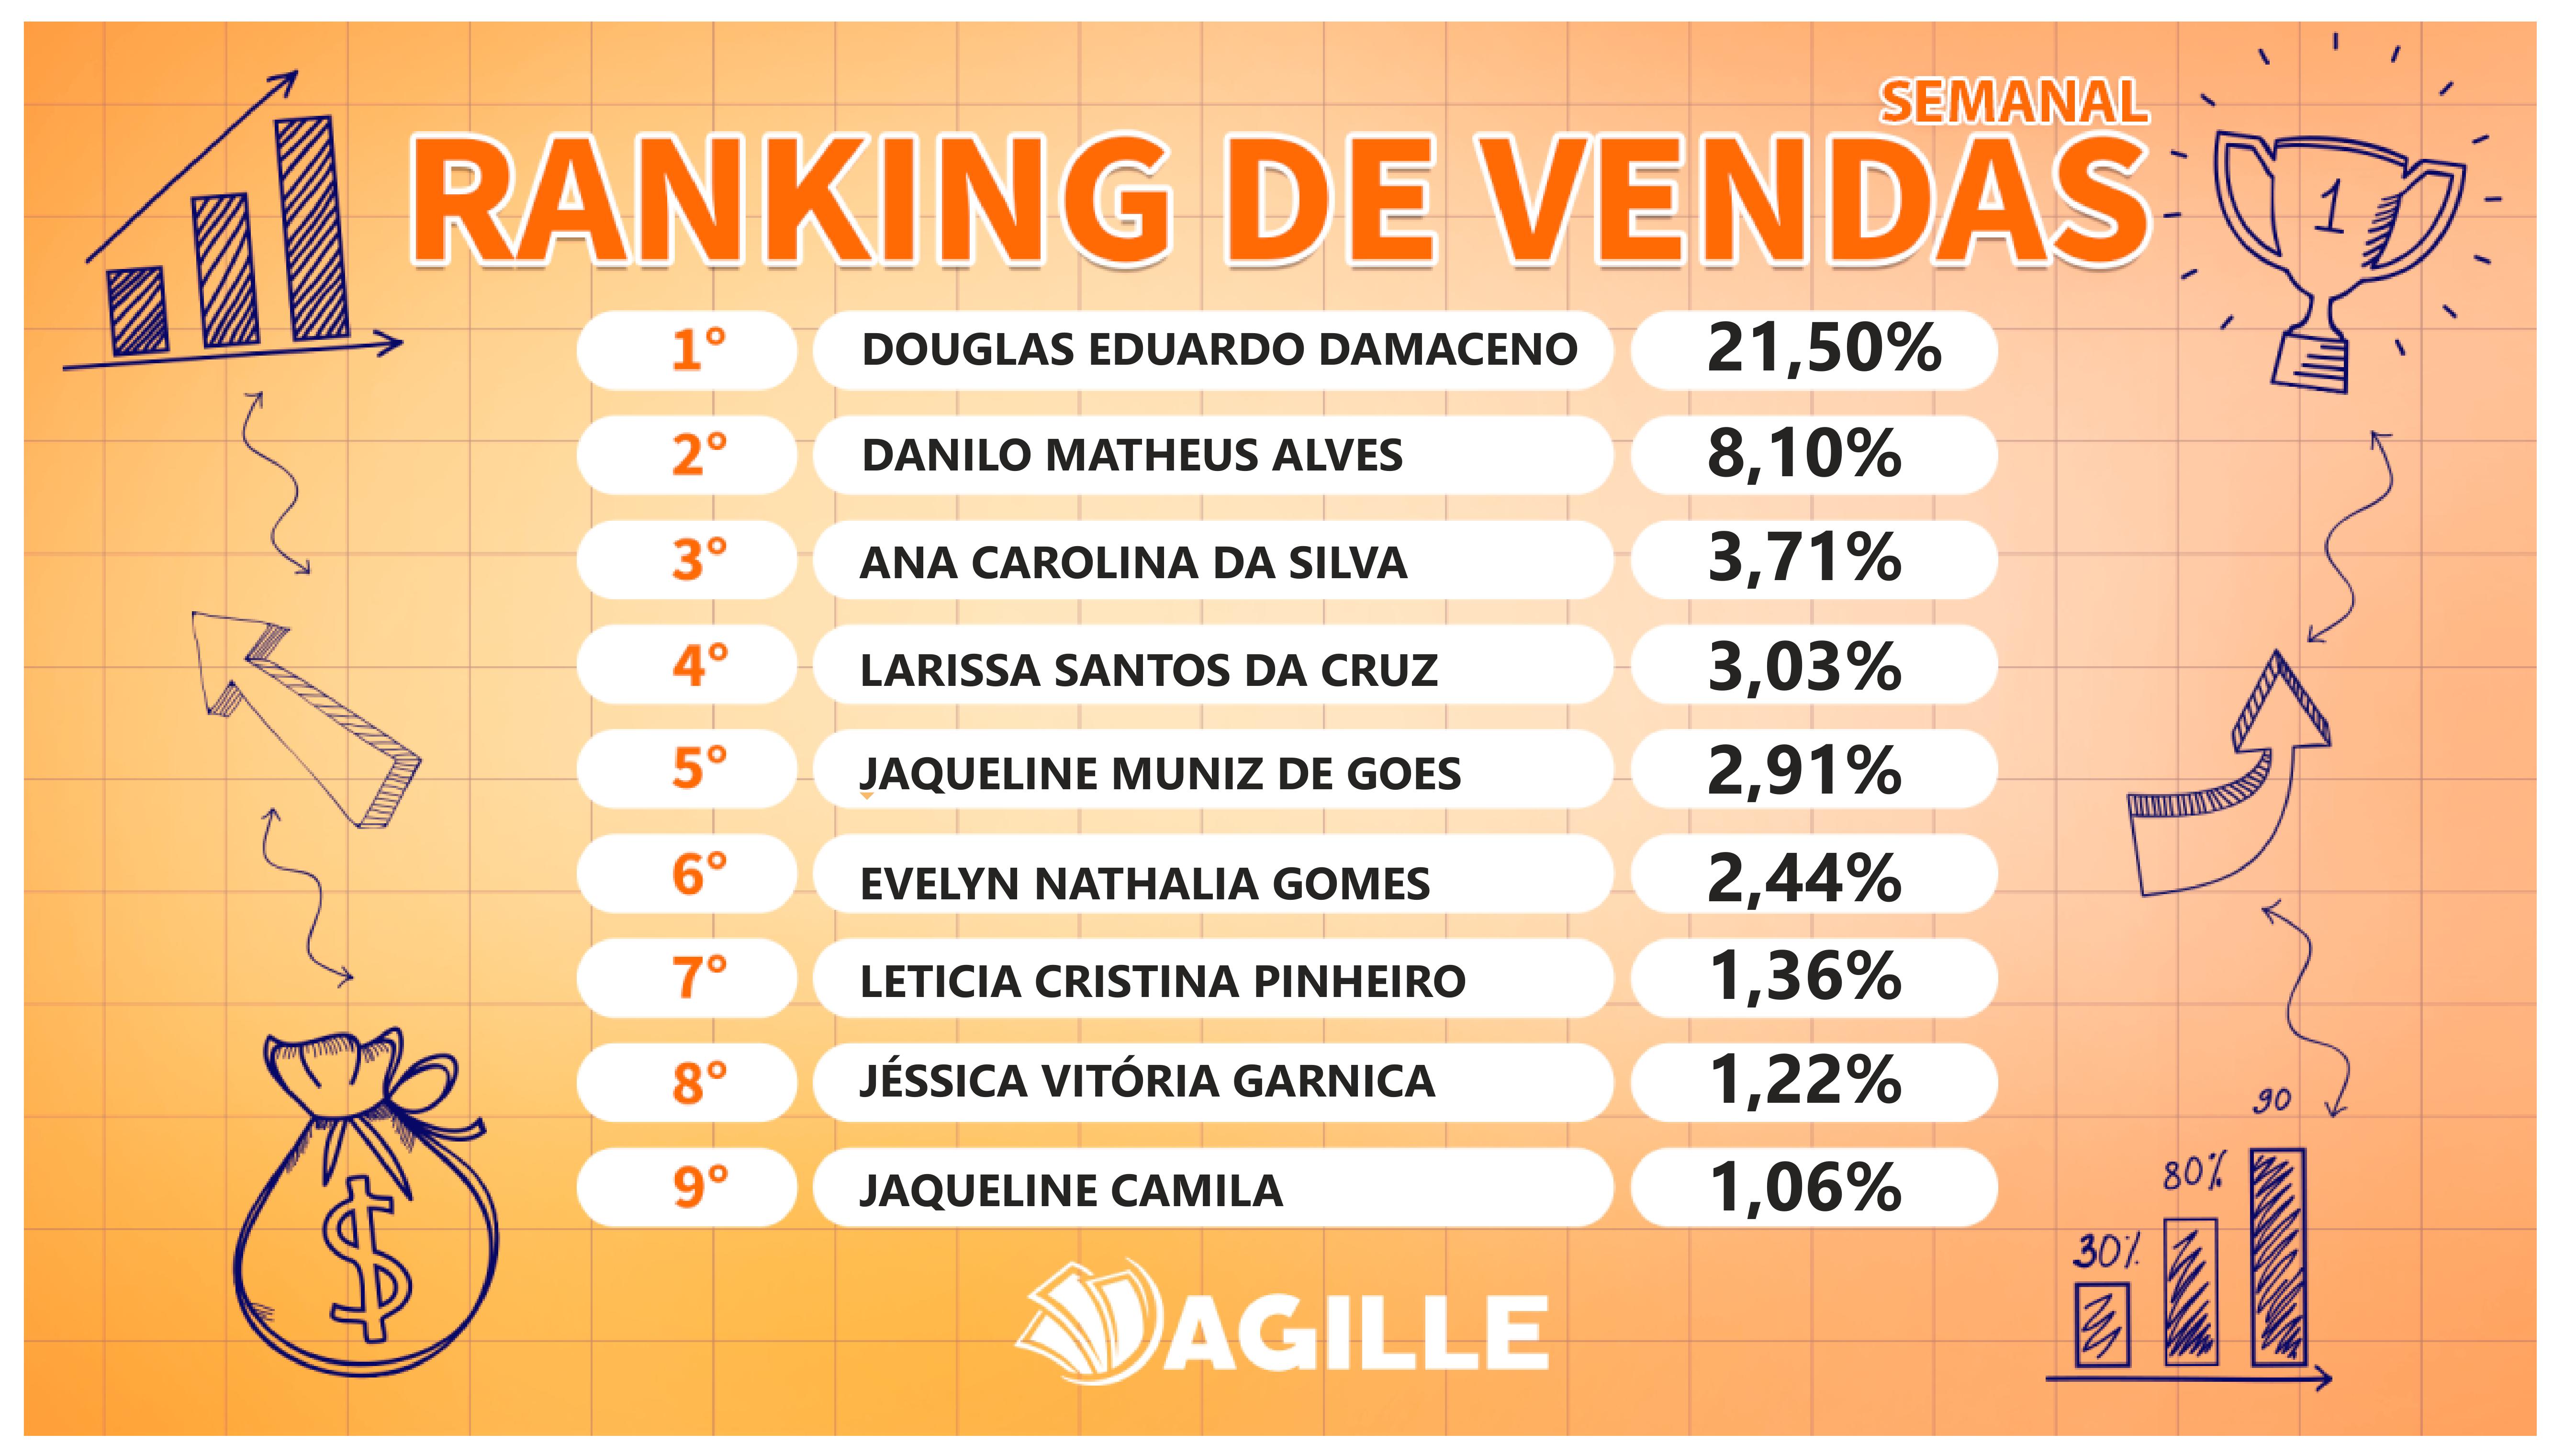 SEMANAL
RANKING DE VENDAS
1
1° DOUGLAS EDUARDO DAMACENO 21,50%
2° DANILO MATHEUS ALVES 8,10%
3° ANA CAROLINA DA SILVA 3,71%
4° LARISSA SANTOS DA CRUZ 3,03%
5° JAQUELINE MUNIZ DE GOES 2,91%
6° EVELYN NATHALIA GOMES 2,44%
7° LETICIA CRISTINA PINHEIRO 1,36%
8° JÉSSICA VITÓRIA GARNICA 1,22%
9° JAQUELINE CAMILA 1,06%
$
30%
80%
90
AGILLE